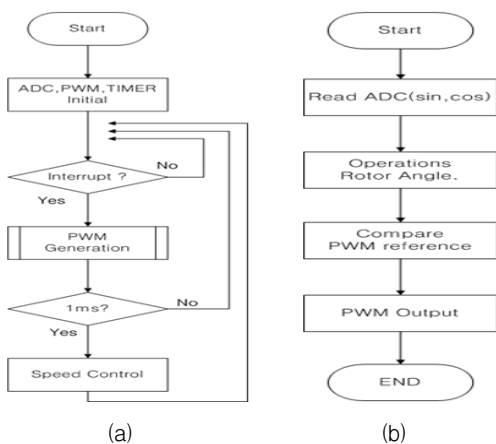 Start
ADC,PWM,TIMER
Initial
Interrupt ?
No
Yes
PWM
Generation
1ms?
No
Yes
Speed Control
(a)
Start
Read ADC(sin,cos)
Operations
Rotor Angle.
Compare
PWM reference
PWM Output
END
(b)